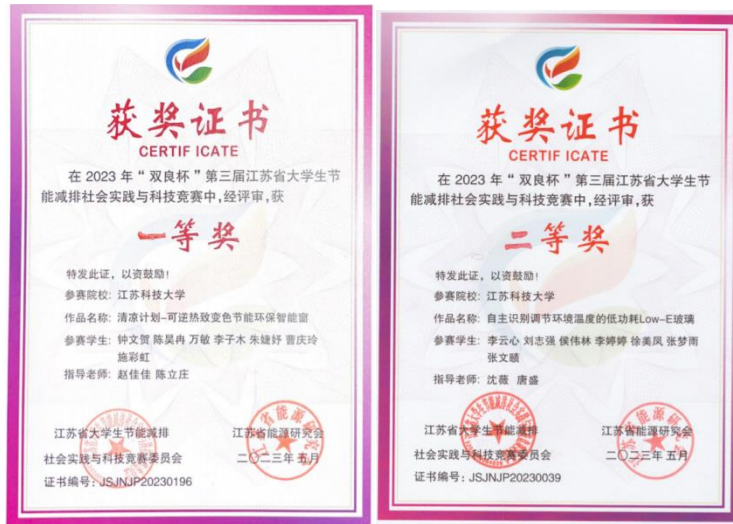 获奖证书
CERTIF ICATE
在 2023 年“双良杯”第三届江苏省大学生节
能减排社会实践与科技竞赛中,经评审,获
一等奖
特发此证，以资鼓励!
参赛院校: 江苏科技大学
作品名称: 清凉计划-可逆热致变色节能环保智能窗
参赛学生: 钟文贺 陈昊冉 万敏 李子木 朱婕妤 曹庆玲
施彩虹
指导老师: 赵佳佳 陈立庄
江苏省大学生节能减排
社会实践与科技竞赛委员会
江苏省能源研究会
二〇二三年五月
证书编号: JSJNJP20230196
获奖证书
CERTIF ICATE
在 2023 年“双良杯”第三届江苏省大学生节
能减排社会实践与科技竞赛中,经评审,获
二等奖
特发此证，以资鼓励!
参赛院校: 江苏科技大学
作品名称: 自主识别调节环境温度的低功耗Low-E玻璃
参赛学生: 李云心 刘志强 侯伟林 李婷婷 徐美凤 张梦雨
张文赜
指导老师: 沈薇 唐盛
江苏省大学生节能减排
社会实践与科技竞赛委员会
江苏省能源研究会
二〇二三年五月
证书编号: JSJNJP20230039